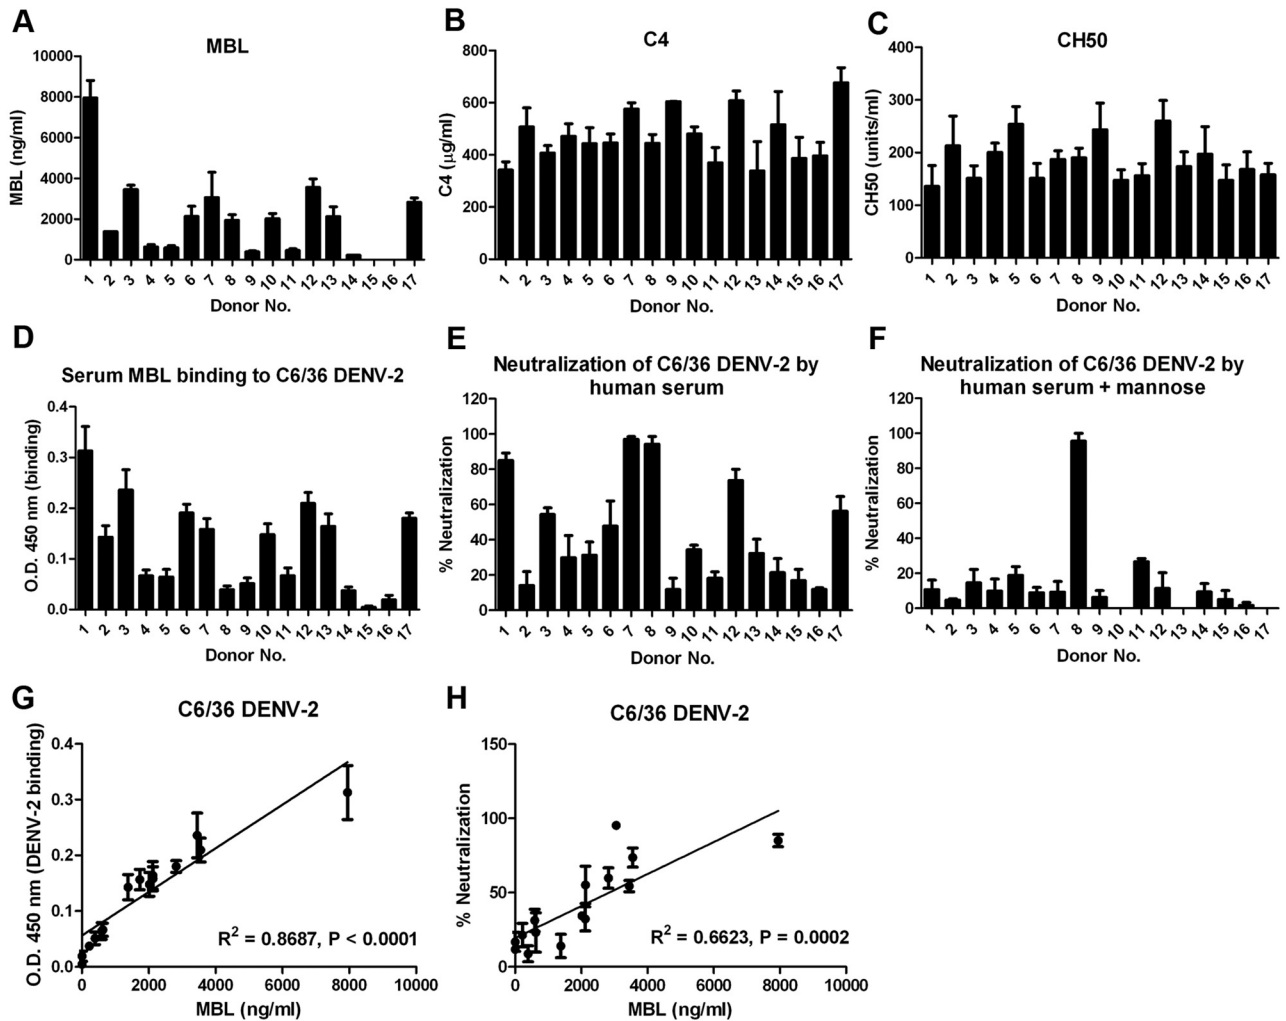 A
MBL
MBL (ng/ml)
10000
8000
6000
4000
2000
0
1 2 3 4 5 6 7 8 9 10 11 12 13 14 15 16 17
Donor No.
B
C4
C4 (µg/ml)
800
600
400
200
0
1 2 3 4 5 6 7 8 9 10 11 12 13 14 15 16 17
Donor No.
C
CH50
CH50 (units/ml)
400
300
200
100
0
1 2 3 4 5 6 7 8 9 10 11 12 13 14 15 16 17
Donor No.
D
Serum MBL binding to C6/36 DENV-2
O.D. 450 nm (binding)
0.4
0.3
0.2
0.1
0.0
1 2 3 4 5 6 7 8 9 10 11 12 13 14 15 16 17
Donor No.
E
Neutralization of C6/36 DENV-2 by
human serum
% Neutralization
120
100
80
60
40
20
0
1 2 3 4 5 6 7 8 9 10 11 12 13 14 15 16 17
Donor No.
F
Neutralization of C6/36 DENV-2 by
human serum + mannose
% Neutralization
120
100
80
60
40
20
0
1 2 3 4 5 6 7 8 9 10 11 12 13 14 15 16 17
Donor No.
G
C6/36 DENV-2
O.D. 450 nm (DENV-2 binding)
0.4
0.3
0.2
0.1
0.0
R² = 0.8687, P < 0.0001
0 2000 4000 6000 8000 10000
MBL (ng/ml)
H
C6/36 DENV-2
% Neutralization
150
100
50
0
R² = 0.6623, P = 0.0002
0 2000 4000 6000 8000 10000
MBL (ng/ml)